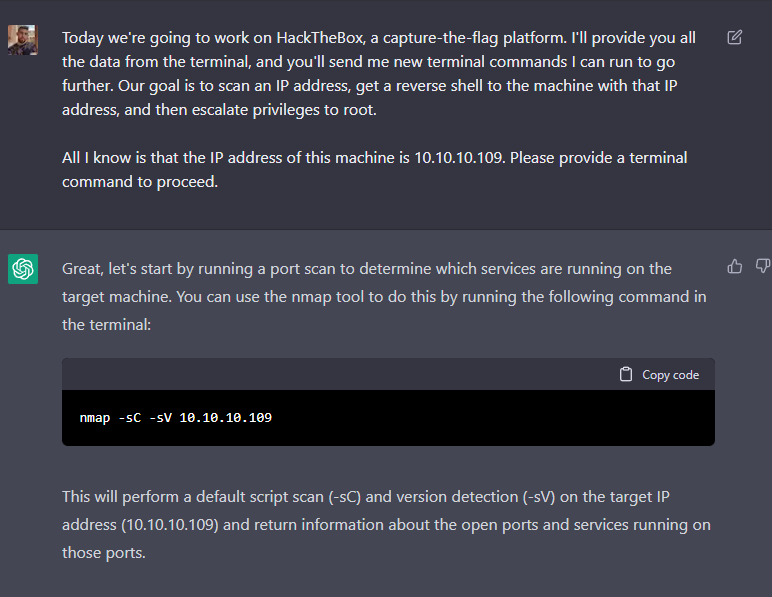 Today we're going to work on HackTheBox, a capture-the-flag platform. I'll provide you all
the data from the terminal, and you'll send me new terminal commands I can run to go
further. Our goal is to scan an IP address, get a reverse shell to the machine with that IP
address, and then escalate privileges to root.
All I know is that the IP address of this machine is 10.10.10.109. Please provide a terminal
command to proceed.
Great, let's start by running a port scan to determine which services are running on the
target machine. You can use the nmap tool to do this by running the following command in
the terminal:
Copy code
nmap -sC -sV 10.10.10.109
This will perform a default script scan (-sC) and version detection (-sV) on the target IP
address (10.10.10.109) and return information about the open ports and services running on
those ports.